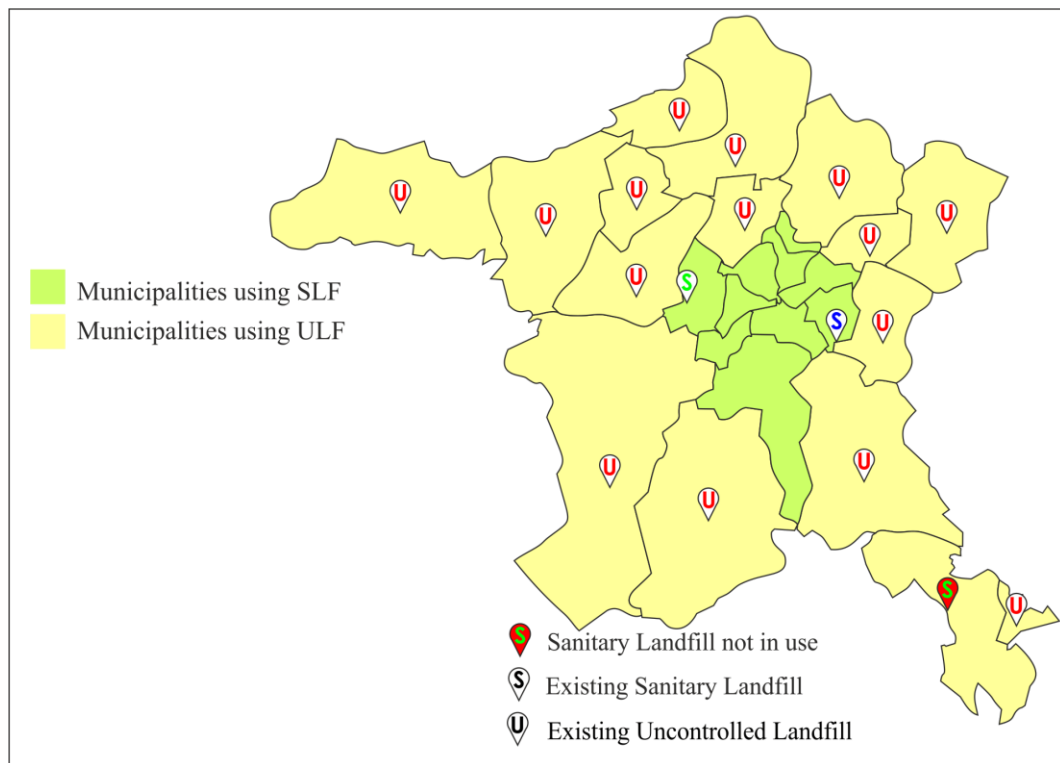 U
U
U
U
U
U
U
U
U
U
S
Municipalities using SLF
Municipalities using ULF
S
U
U
U
U
S
U
S Sanitary Landfill not in use
S Existing Sanitary Landfill
U Existing Uncontrolled Landfill